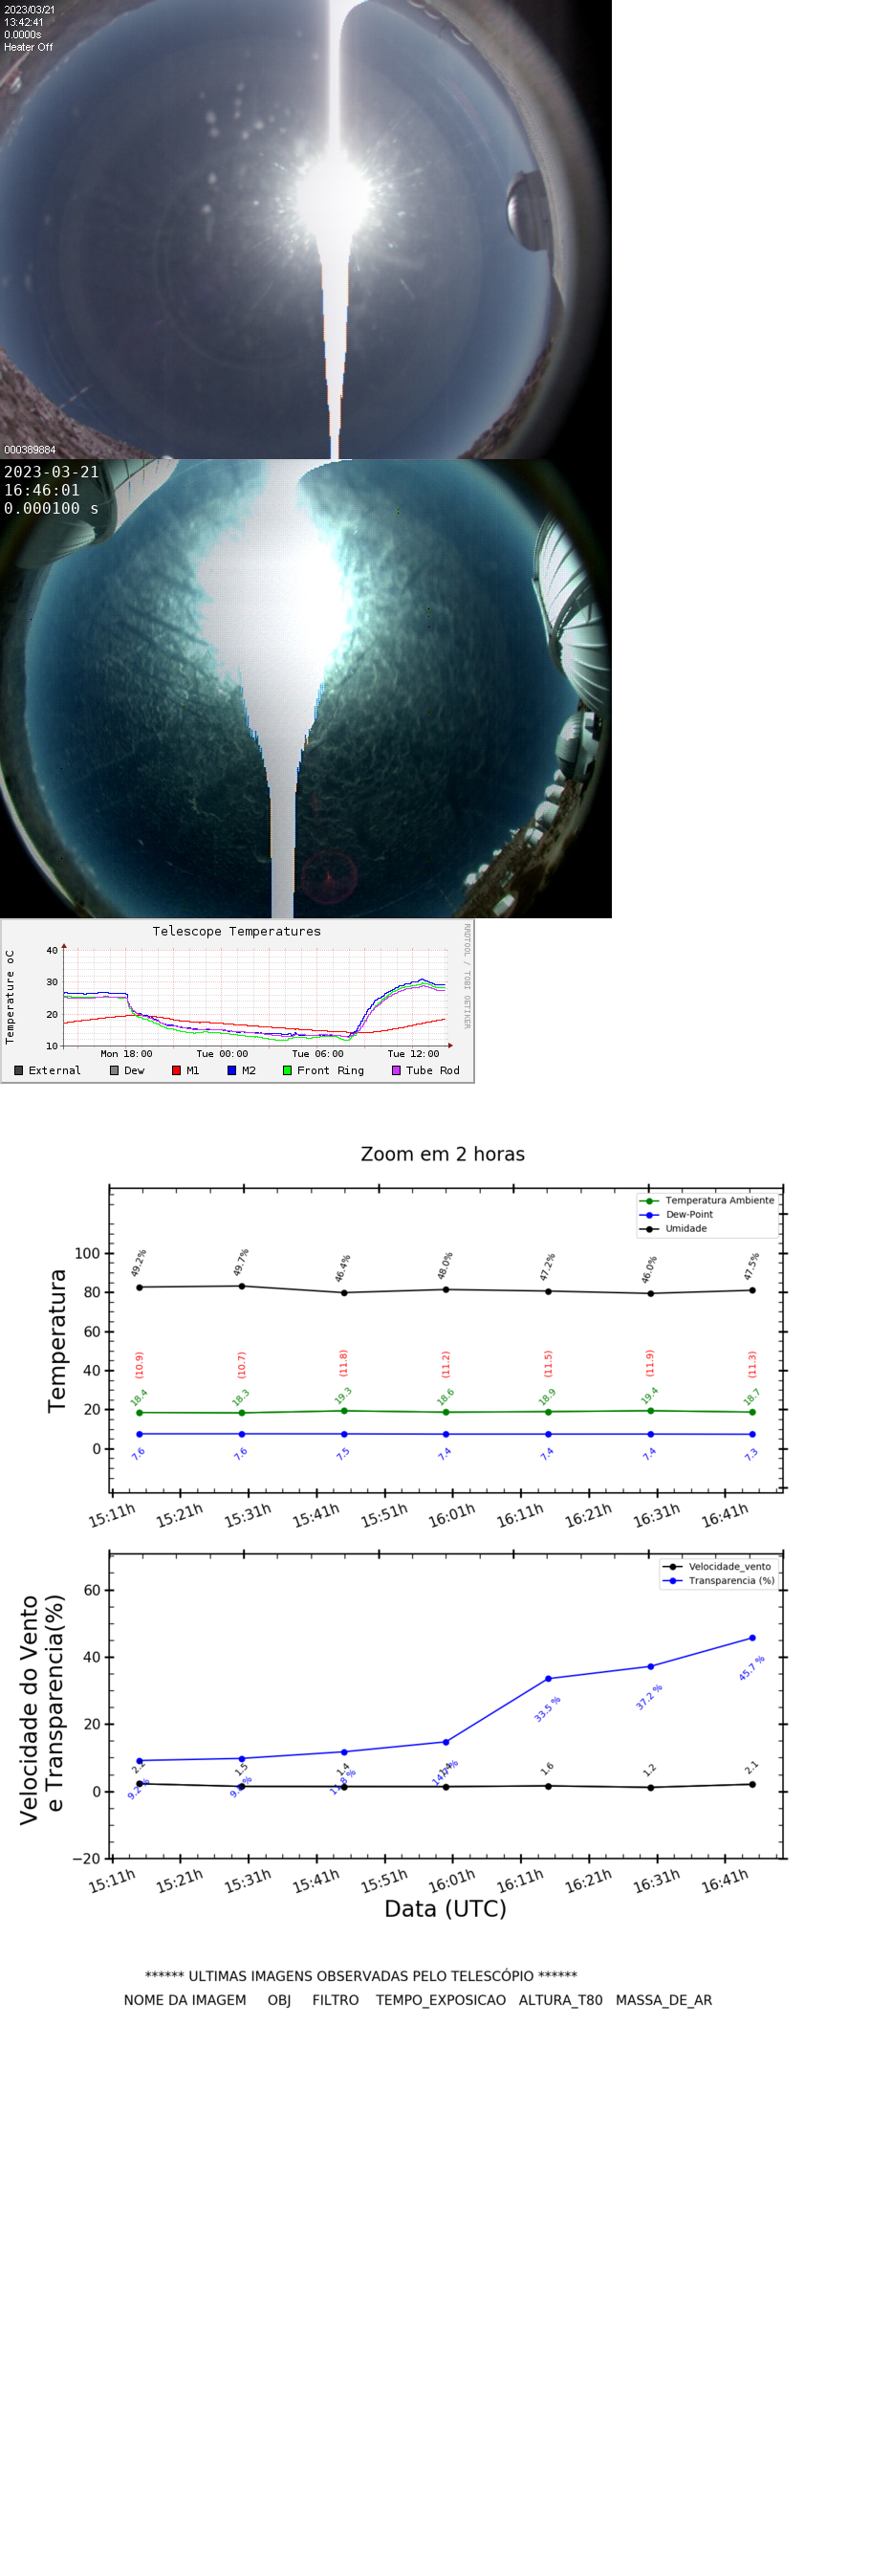 2023/03/21
13:42:41
0.0000s
Heater Off
000389884
2023-03-21
16:46:01
0.000100 s
Telescope Temperatures
RRDTOOL / TOBI OETIKER
Temperature oC
40
30
20
10
Mon 18:00 Tue 00:00 Tue 06:00 Tue 12:00
External Dew M1 M2 Front Ring Tube Rod
Zoom em 2 horas
Temperatura Ambiente
Dew-Point
Umidade
Temperatura
100
80
60
40
20
0
49.2% 49.7% 46.4% 48.0% 47.2% 46.0% 47.5%
(10.9) (10.7) (11.8) (11.2) (11.5) (11.9) (11.3)
18.4 18.3 19.3 18.6 18.9 19.4 18.7
7.6 7.6 7.5 7.4 7.4 7.4 7.3
15:11h 15:21h 15:31h 15:41h 15:51h 16:01h 16:11h 16:21h 16:31h 16:41h
Velocidade_vento
Transparencia (%)
Velocidade do Vento
e Transparencia(%)
60
40
20
0
−20
33.5 % 37.2 % 45.7 %
1.5 1.4 1.6 1.2 2.1
15:11h 15:21h 15:31h 15:41h 15:51h 16:01h 16:11h 16:21h 16:31h 16:41h
Data (UTC)
****** ULTIMAS IMAGENS OBSERVADAS PELO TELESCÓPIO ******
NOME DA IMAGEM OBJ FILTRO TEMPO_EXPOSICAO ALTURA_T80 MASSA_DE_AR